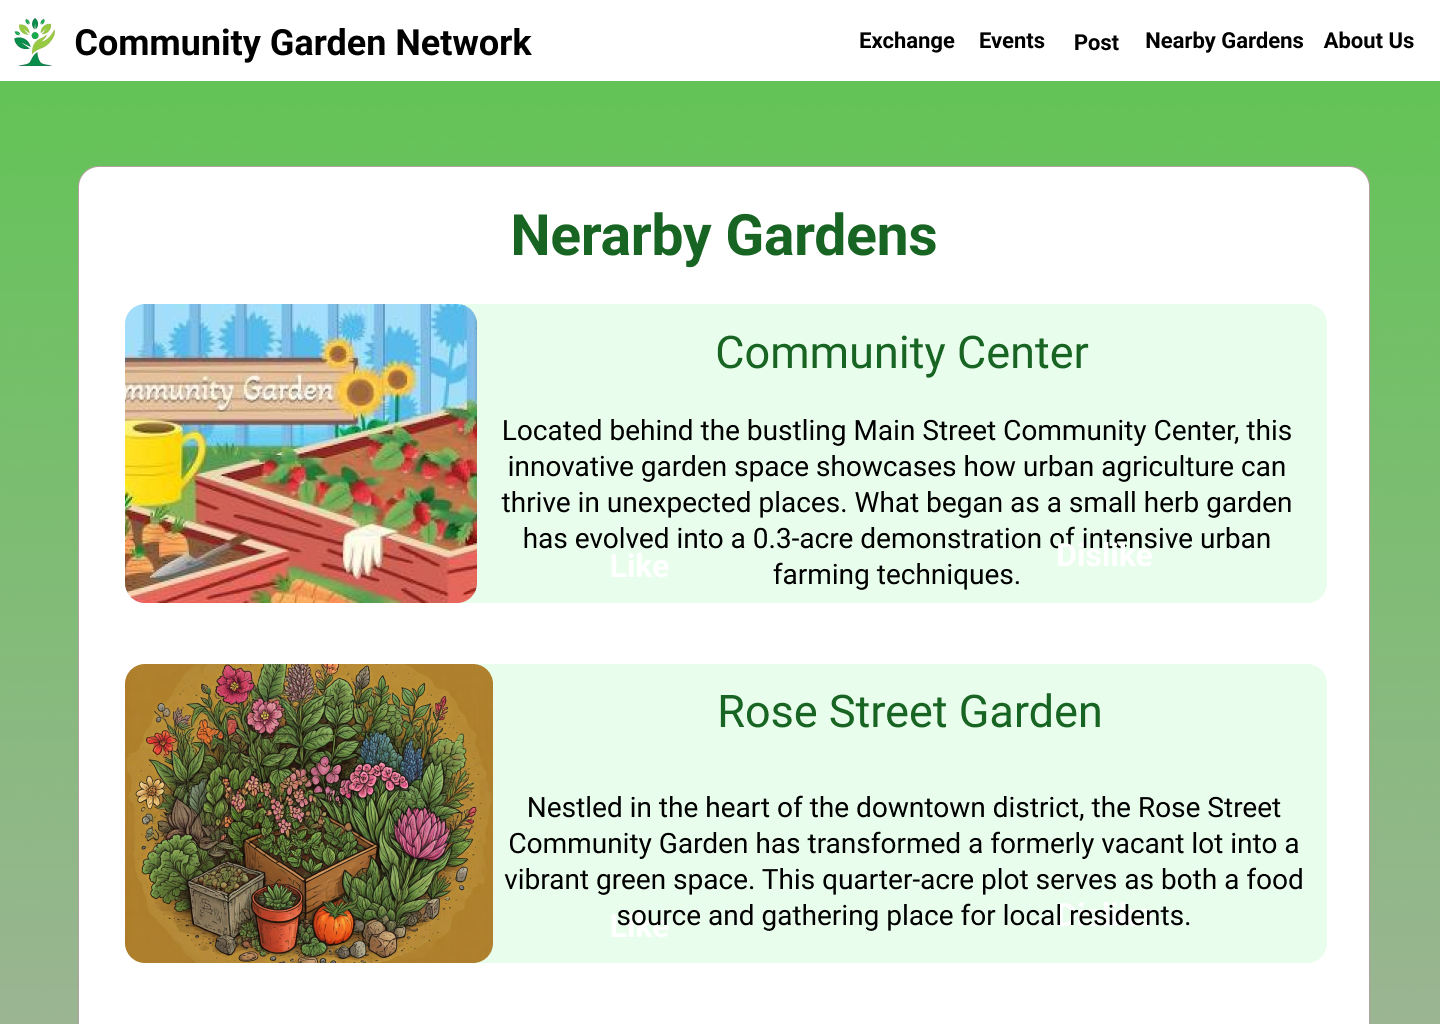 Community Garden Network
Exchange Events Post Nearby Gardens About Us
Nerarby Gardens
mmunity Garden
Community Center
Located behind the bustling Main Street Community Center, this
innovative garden space showcases how urban agriculture can
thrive in unexpected places. What began as a small herb garden
has evolved into a 0.3-acre demonstration of intensive urban
farming techniques.
Like
Dislike
Rose Street Garden
Nestled in the heart of the downtown district, the Rose Street
Community Garden has transformed a formerly vacant lot into a
vibrant green space. This quarter-acre plot serves as both a food
source and gathering place for local residents.
Like